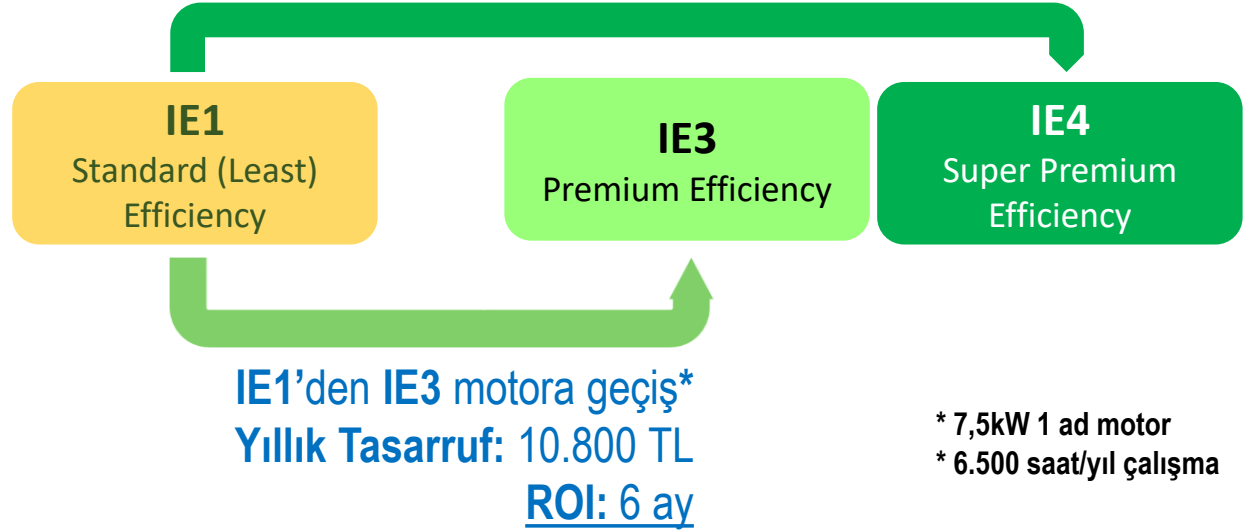 IE1
Standard (Least)
Efficiency
IE3
Premium Efficiency
IE4
Super Premium
Efficiency
IE1’den IE3 motora geçiş*
Yıllık Tasarruf: 10.800 TL
ROI: 6 ay
* 7,5kW 1 ad motor
* 6.500 saat/yıl çalışma